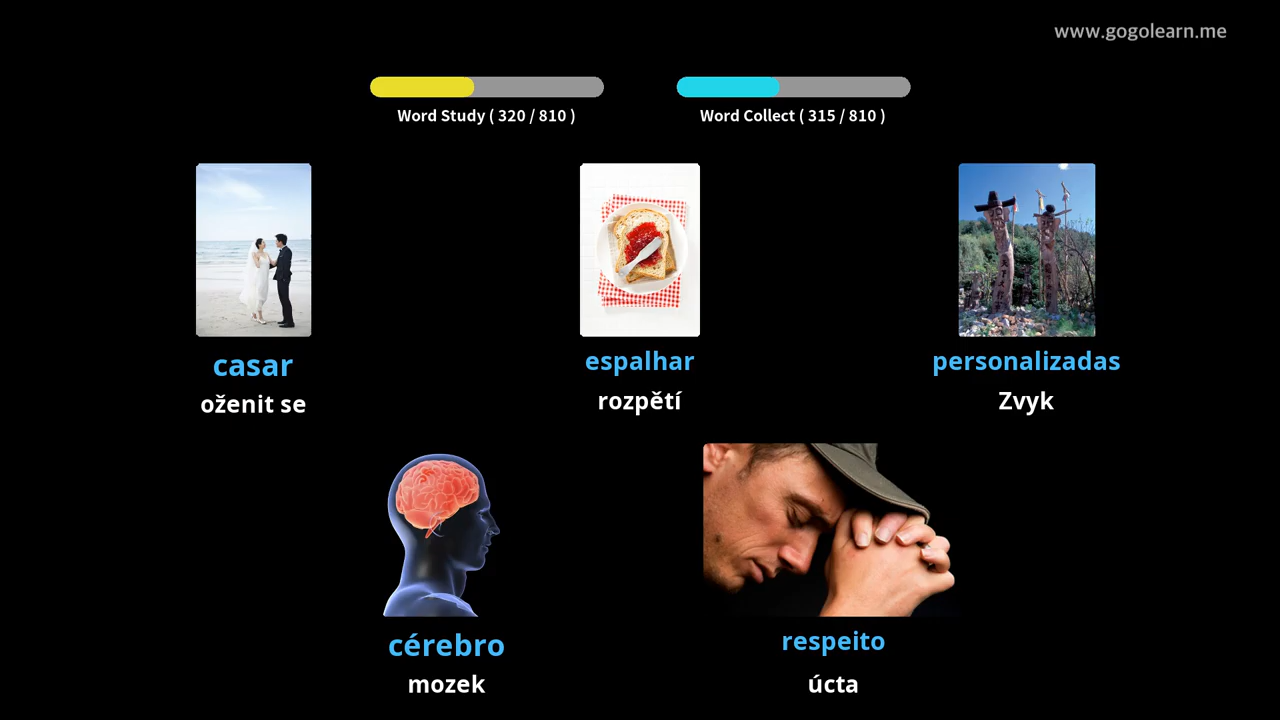 www.gogolearn.me
Word Study ( 320 / 810 )
Word Collect ( 315 / 810 )
casar
oženit se
espalhar
rozpětí
personalizadas
Zvyk
cérebro
mozek
respeito
úcta